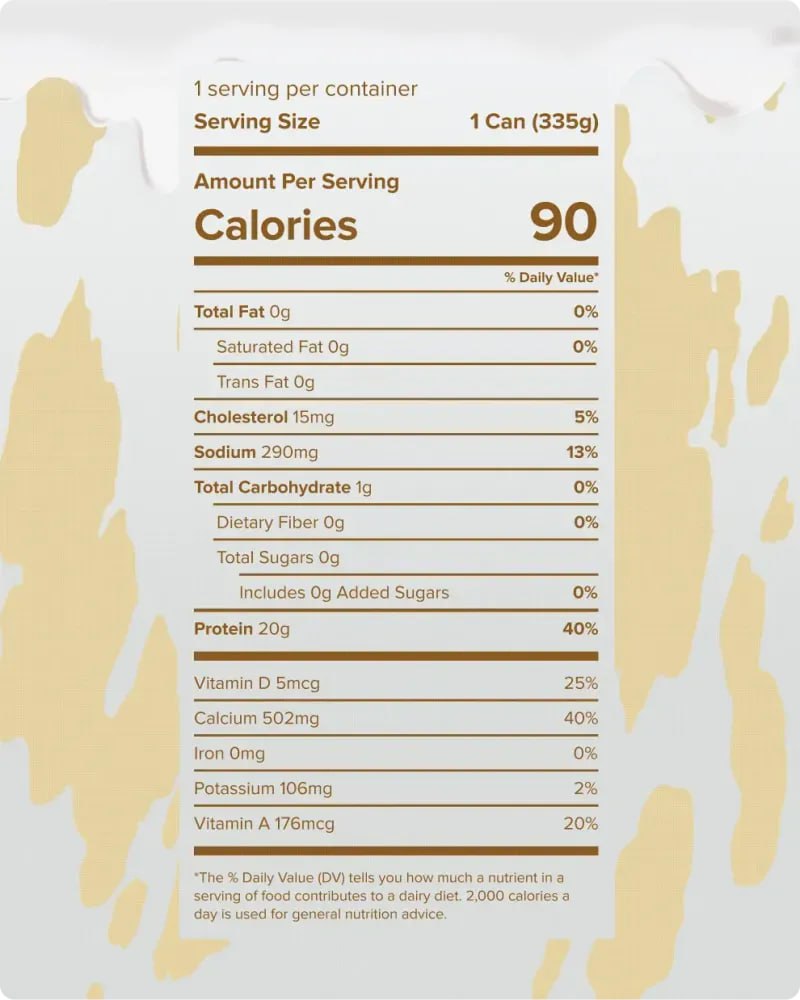 1 serving per container
Serving Size 1 Can (335g)
Amount Per Serving
Calories 90
% Daily Value*
Total Fat 0g 0%
Saturated Fat 0g 0%
Trans Fat 0g
Cholesterol 15mg 5%
Sodium 290mg 13%
Total Carbohydrate 1g 0%
Dietary Fiber 0g 0%
Total Sugars 0g
Includes 0g Added Sugars 0%
Protein 20g 40%
Vitamin D 5mcg 25%
Calcium 502mg 40%
Iron 0mg 0%
Potassium 106mg 2%
Vitamin A 176mcg 20%
*The % Daily Value (DV) tells you how much a nutrient in a
serving of food contributes to a dairy diet. 2,000 calories a
day is used for general nutrition advice.